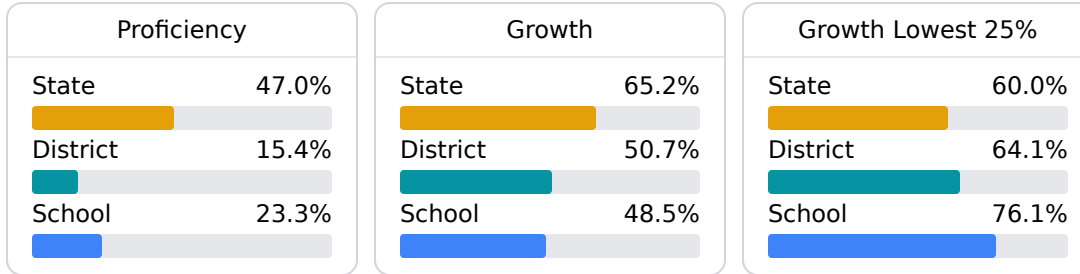 Proficiency
State 47.0%
District 15.4%
School 23.3%
Growth
State 65.2%
District 50.7%
School 48.5%
Growth Lowest 25%
State 60.0%
District 64.1%
School 76.1%